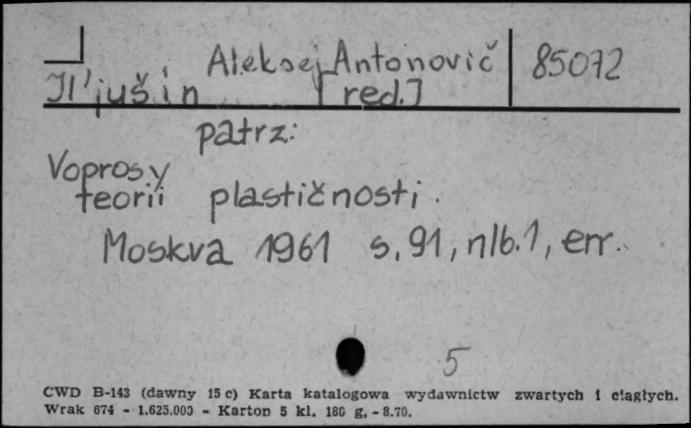 Aleksej Antonovič 85072
Il'jušin [red.]
patrz:
Voprosy
teorii plastičnosti.
Moskva 1961 s. 91, nlb. 1, err.
5
CWD B-143 (dawny 15 c) Karta katalogowa wydawnictw zwartych i ciągłych.
Wrak 674 - 1.625.000 - Karton 5 kl. 180 g. - 8.70.